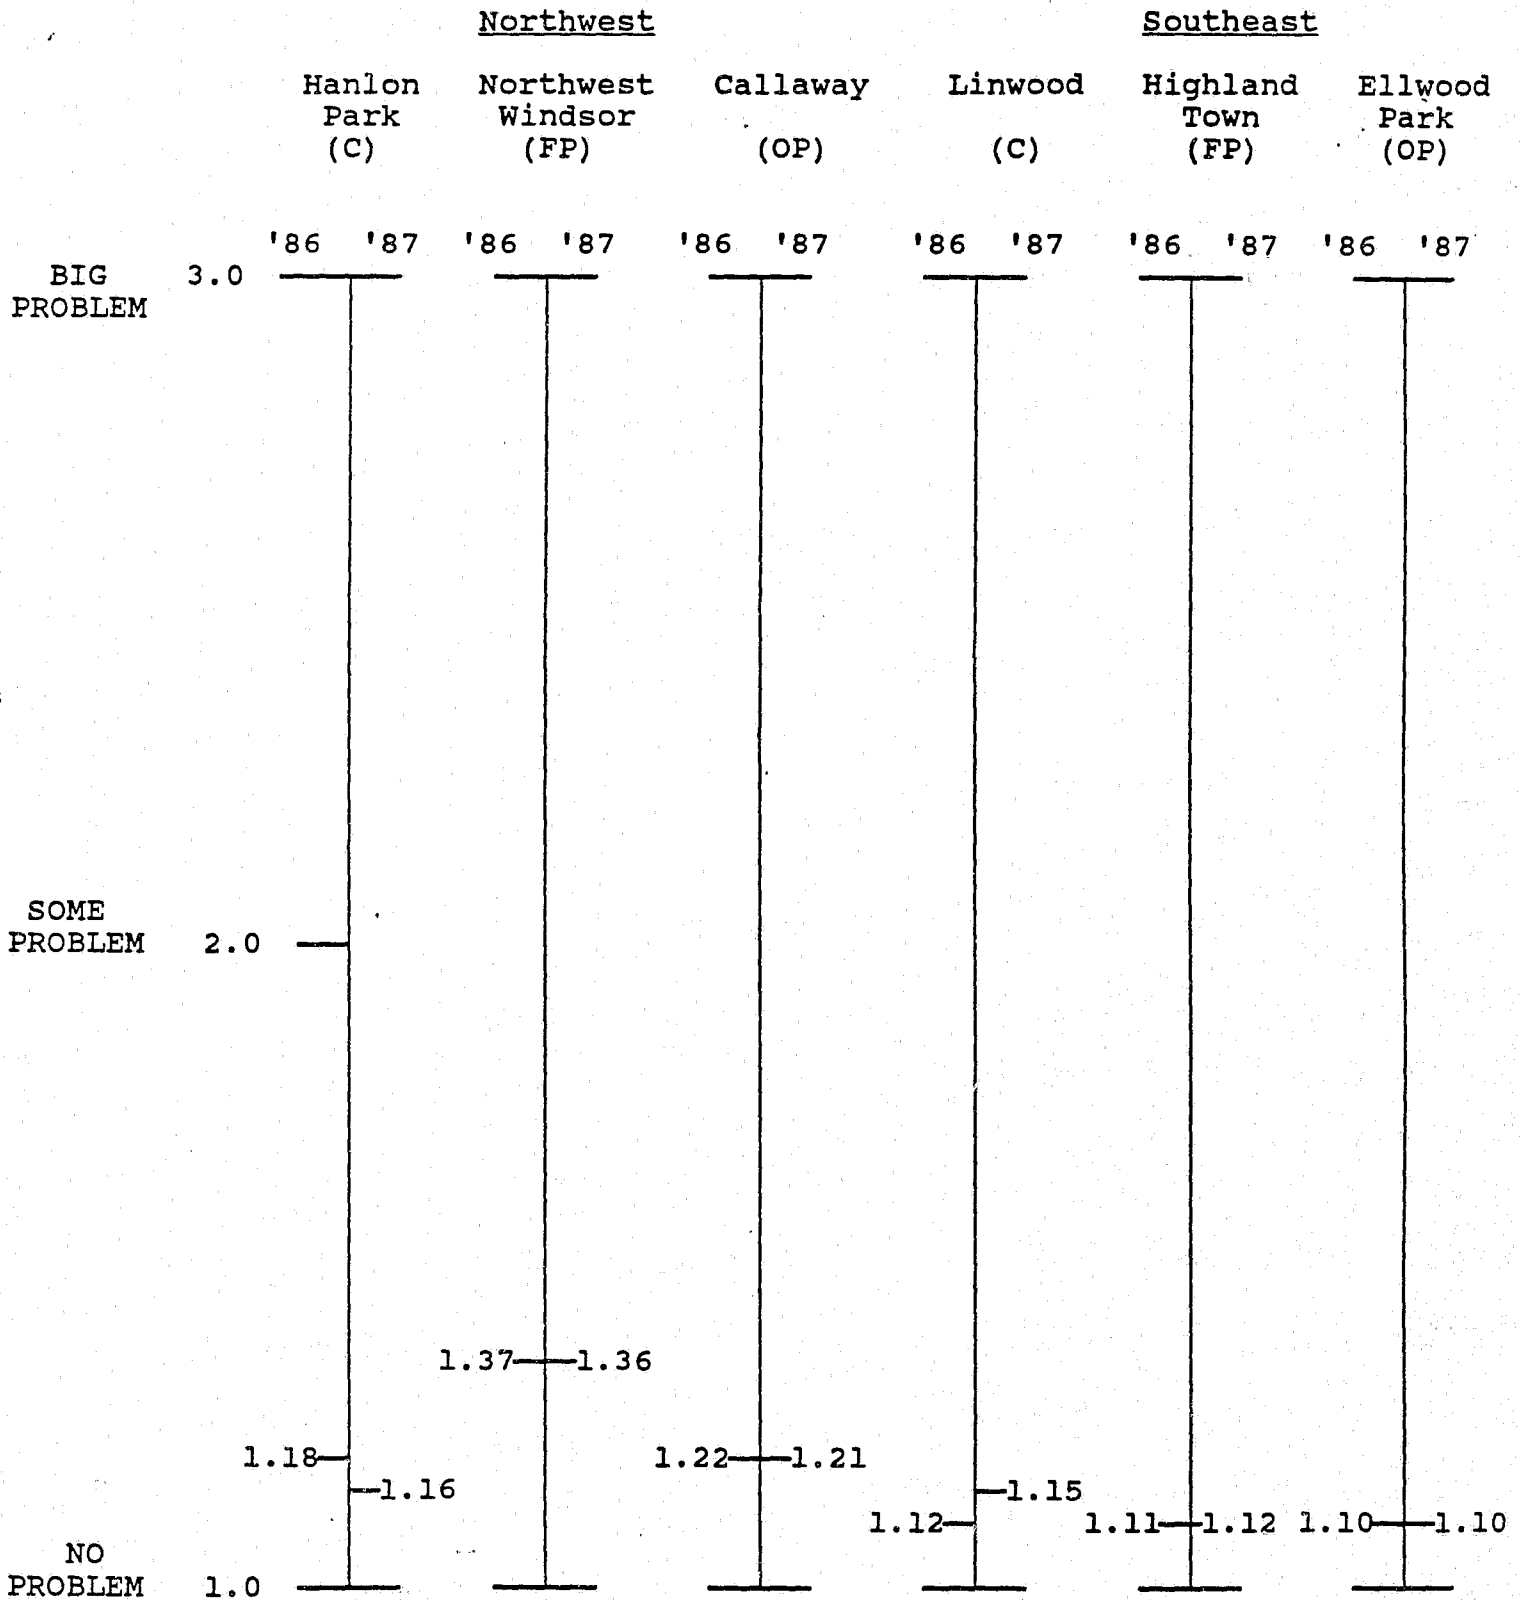 Northwest Southeast
Hanlon Northwest Callaway Linwood Highland Ellwood
Park Windsor Town Park
(C) (FP) (OP) (C) (FP) (OP)
'86 '87 '86 '87 '86 '87 '86 '87 '86 '87 '86 '87
BIG 3.0
PROBLEM
SOME
PROBLEM 2.0
1.37 1.36
1.18 1.22 1.21
1.16 1.15
1.12 1.11 1.12 1.10 1.10
NO
PROBLEM 1.0